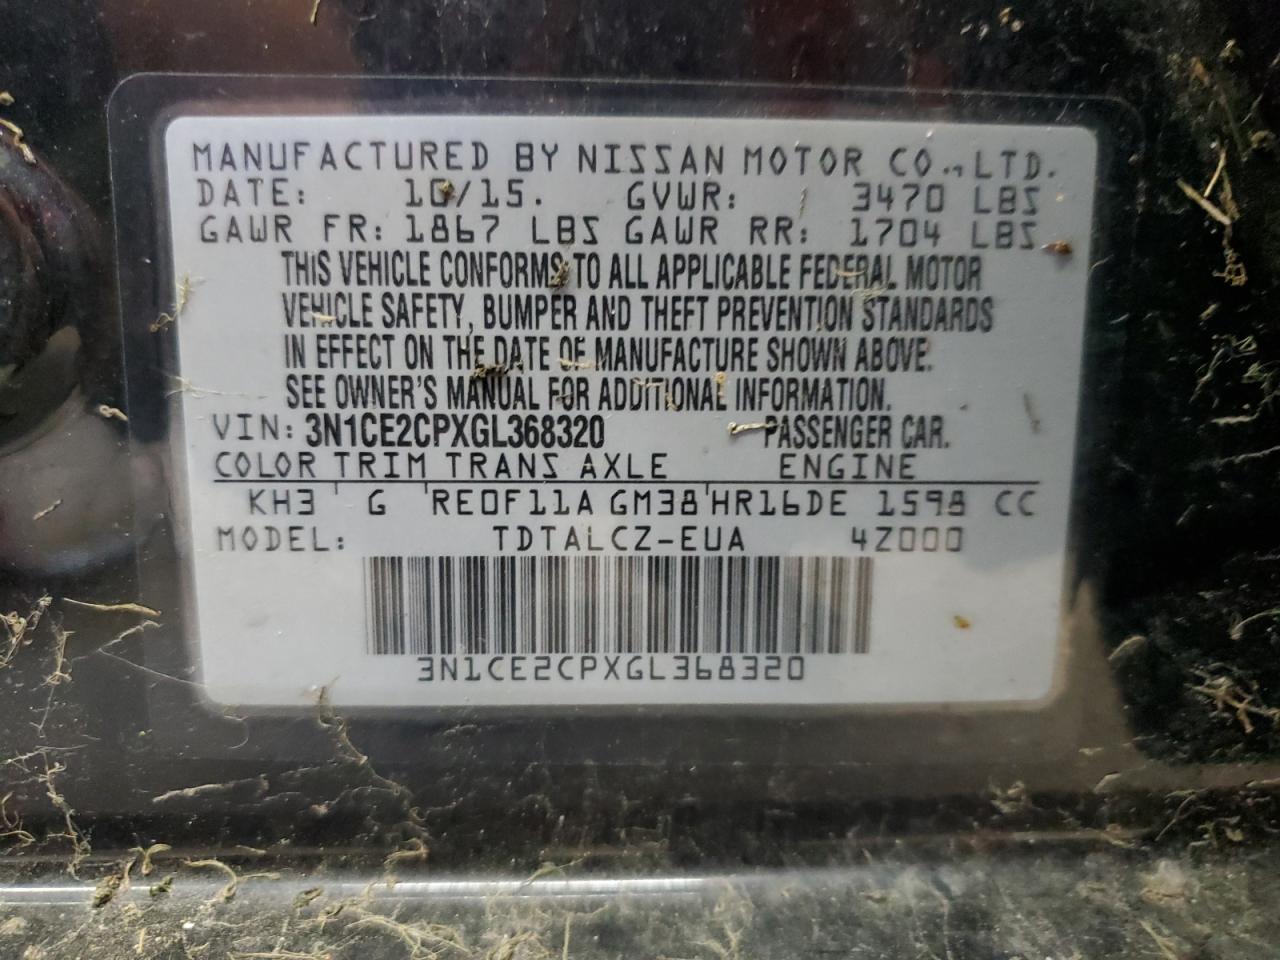 MANUFACTURED BY NISSAN MOTOR CO., LTD.
DATE: 10/15. GVWR: 3470 LBS
GAWR FR: 1867 LBS GAWR RR: 1704 LBS
THIS VEHICLE CONFORMS TO ALL APPLICABLE FEDERAL MOTOR
VEHICLE SAFETY, BUMPER AND THEFT PREVENTION STANDARDS
IN EFFECT ON THE DATE OF MANUFACTURE SHOWN ABOVE.
SEE OWNER'S MANUAL FOR ADDITIONAL INFORMATION.
VIN: 3N1CE2CPXGL368320 PASSENGER CAR.
COLOR TRIM TRANS AXLE ENGINE
KH3 G RE0F11A GM38 HR16DE 1598 CC
MODEL: TDTALCZ-EUA 4Z000
3N1CE2CPXGL368320